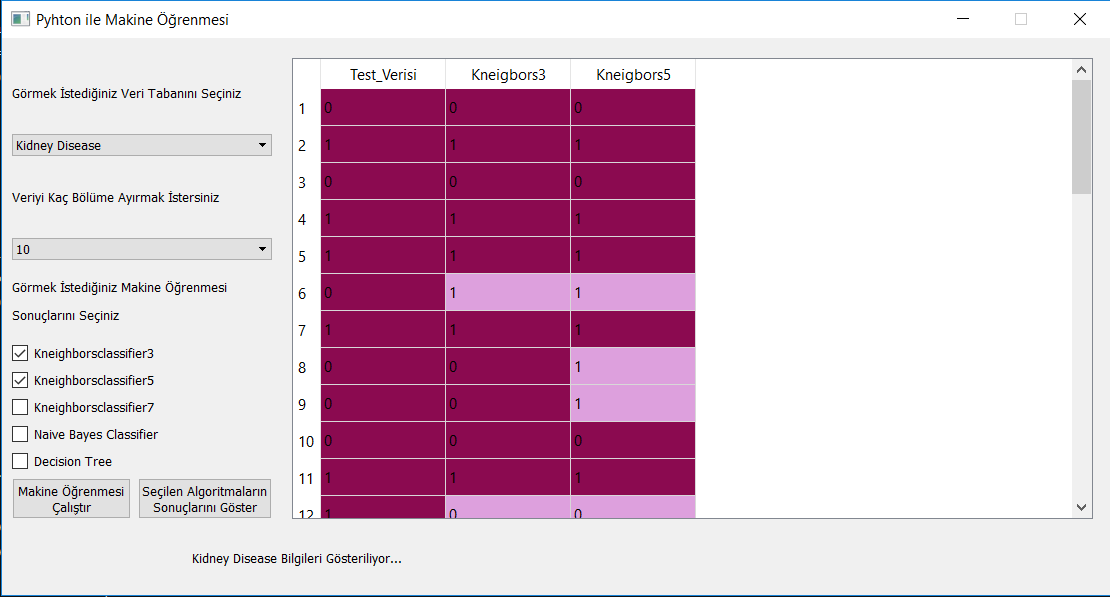 Pyhton ile Makine Öğrenmesi
Görmek İstediğiniz Veri Tabanını Seçiniz
Kidney Disease
Veriyi Kaç Bölüme Ayırmak İstersiniz
10
Görmek İstediğiniz Makine Öğrenmesi
Sonuçlarını Seçiniz
Kneighborsclassifier3
Kneighborsclassifier5
Kneighborsclassifier7
Naive Bayes Classifier
Decision Tree
Makine Öğrenmesi
Çalıştır
Seçilen Algoritmaların
Sonuçlarını Göster
Test_Verisi Kneigbors3 Kneigbors5
1 0 0 0
2 1 1 1
3 0 0 0
4 1 1 1
5 1 1 1
6 0 1 1
7 1 1 1
8 0 0 1
9 0 0 1
10 0 0 0
11 1 1 1
12 1 0 0
Kidney Disease Bilgileri Gösteriliyor...